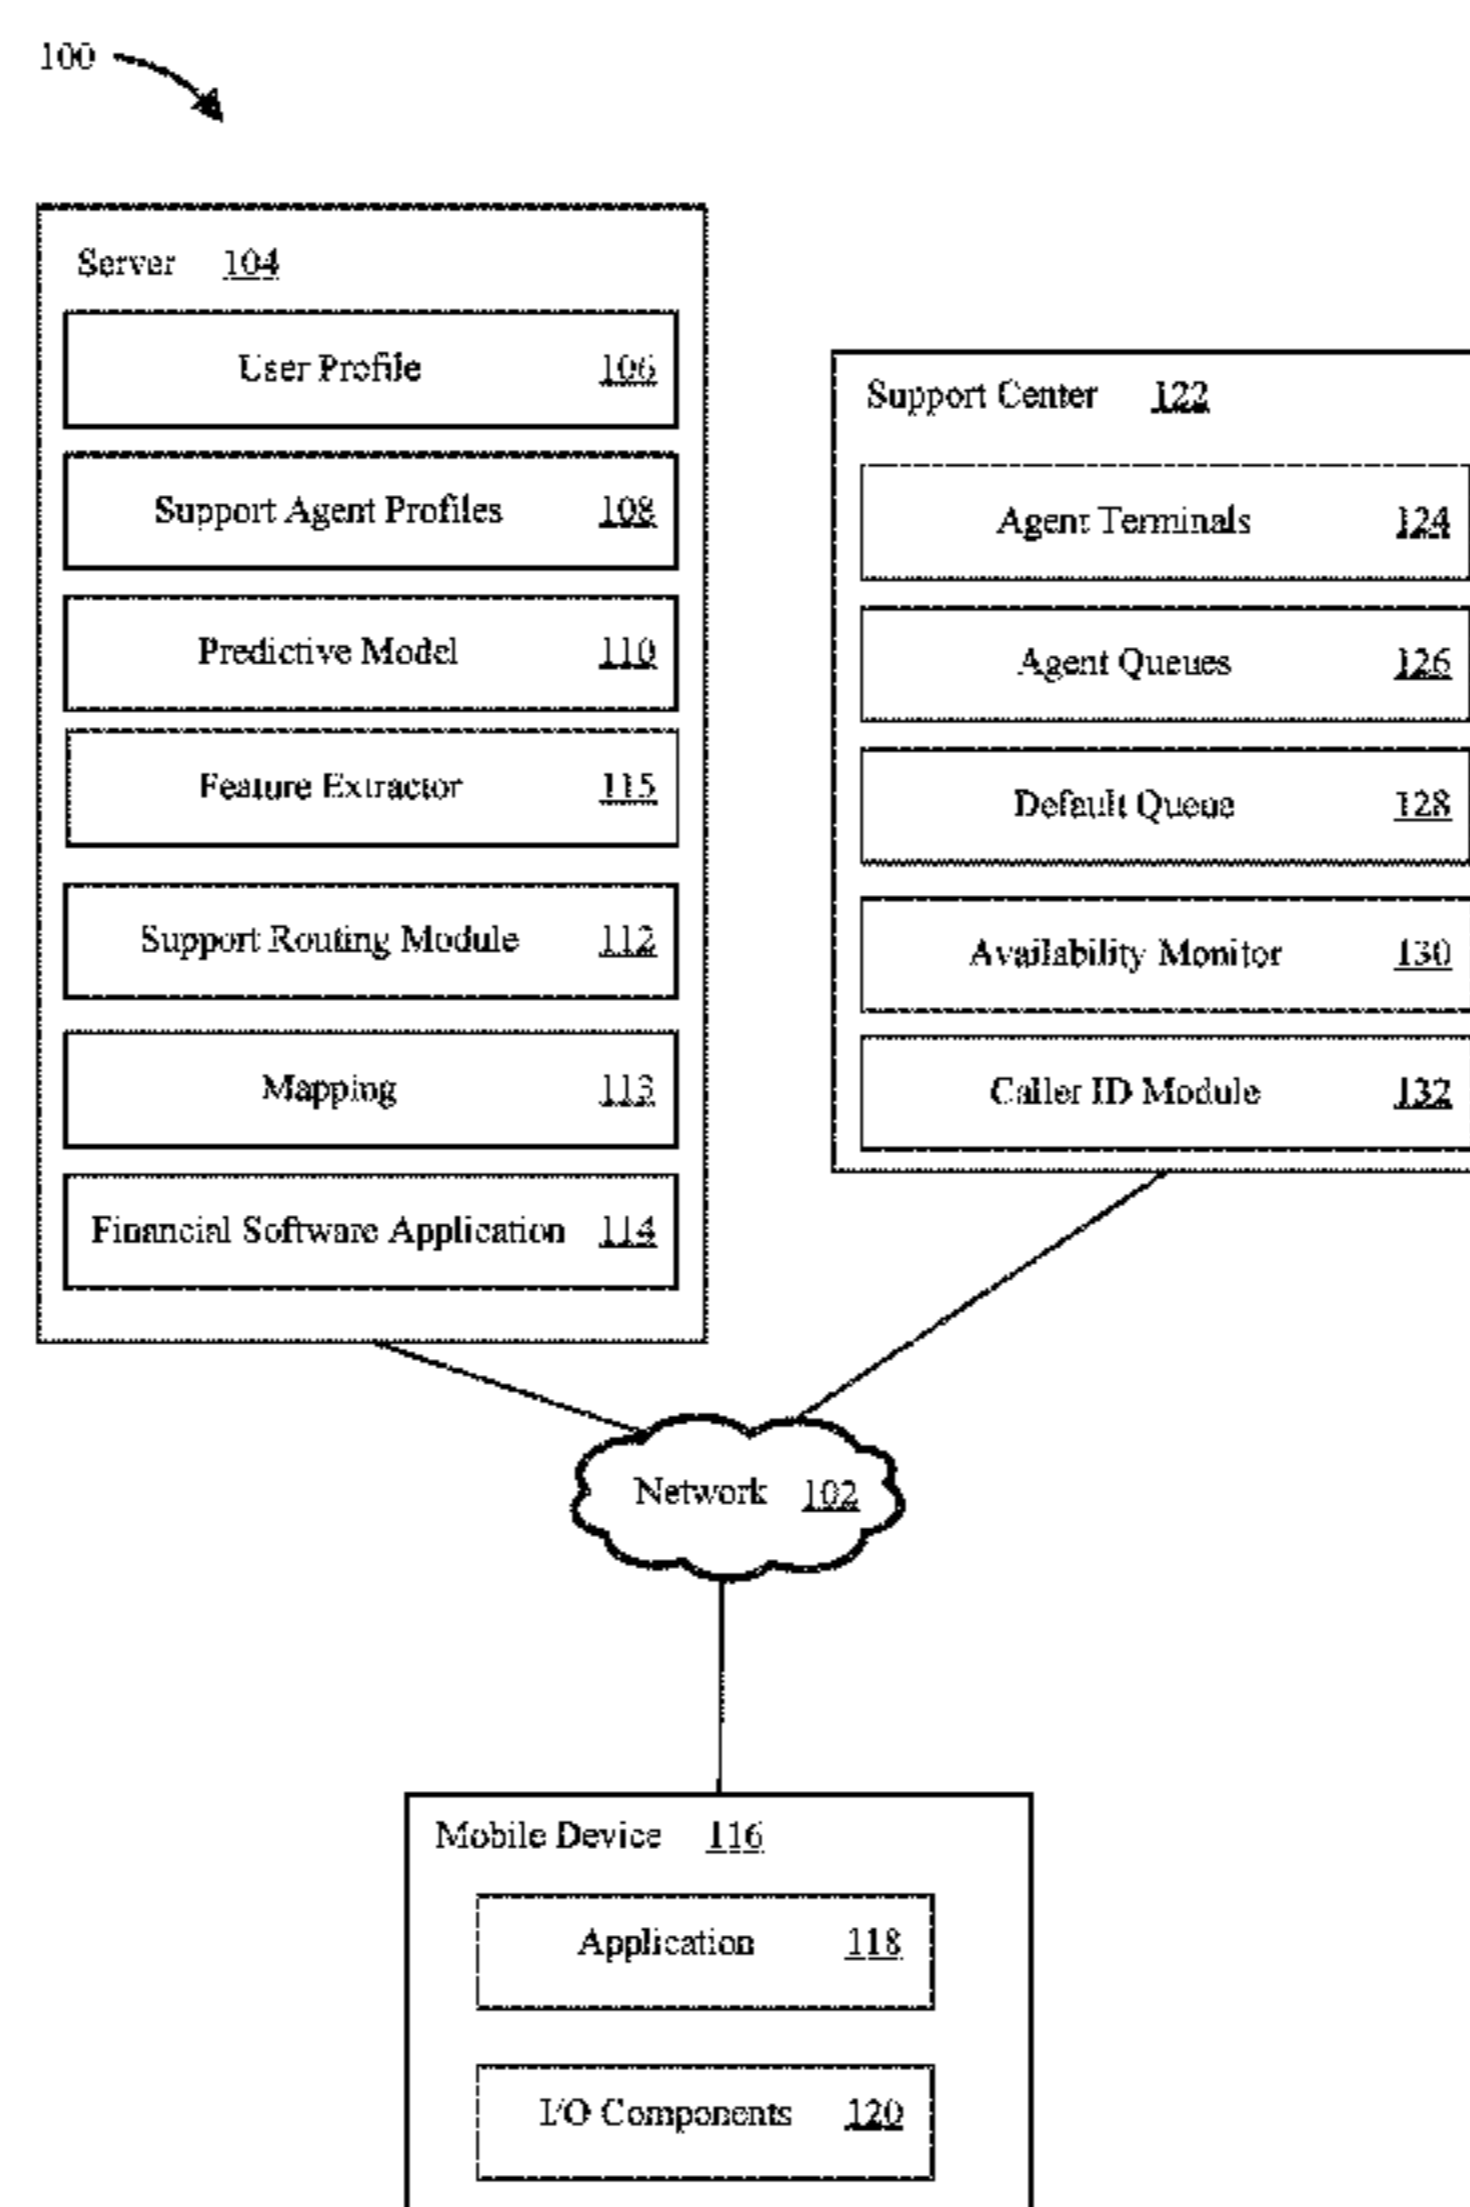 100
Server 104
User Profile 106
Support Agent Profiles 108
Predictive Model 110
Feature Extractor 115
Support Routing Module 112
Mapping 113
Financial Software Application 114
Support Center 122
Agent Terminals 124
Agent Queues 126
Default Queue 128
Availability Monitor 130
Caller ID Module 132
Network 102
Mobile Device 116
Application 118
I/O Components 120